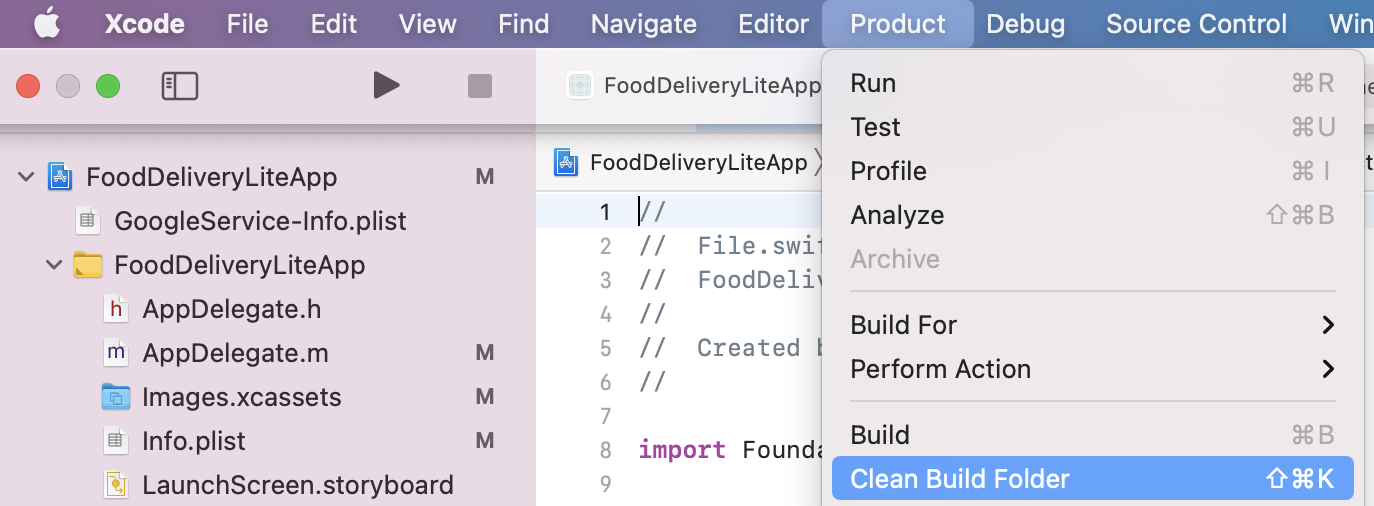 Xcode File Edit View Find Navigate Editor Product Debug Source Control
FoodDeliveryLiteApp
Run ⌘R
Test ⌘U
Profile ⌘I
Analyze ⇧⌘B
Archive
Build For
Perform Action
Build ⌘B
Clean Build Folder ⇧⌘K
FoodDeliveryLiteApp M
GoogleService-Info.plist
FoodDeliveryLiteApp
AppDelegate.h
AppDelegate.m M
Images.xcassets M
Info.plist M
LaunchScreen.storyboard
FoodDeliveryLiteApp
1 //
2 // File.swif
3 // FoodDeliv
4 //
5 // Created
6 //
7
8 import Founda
9